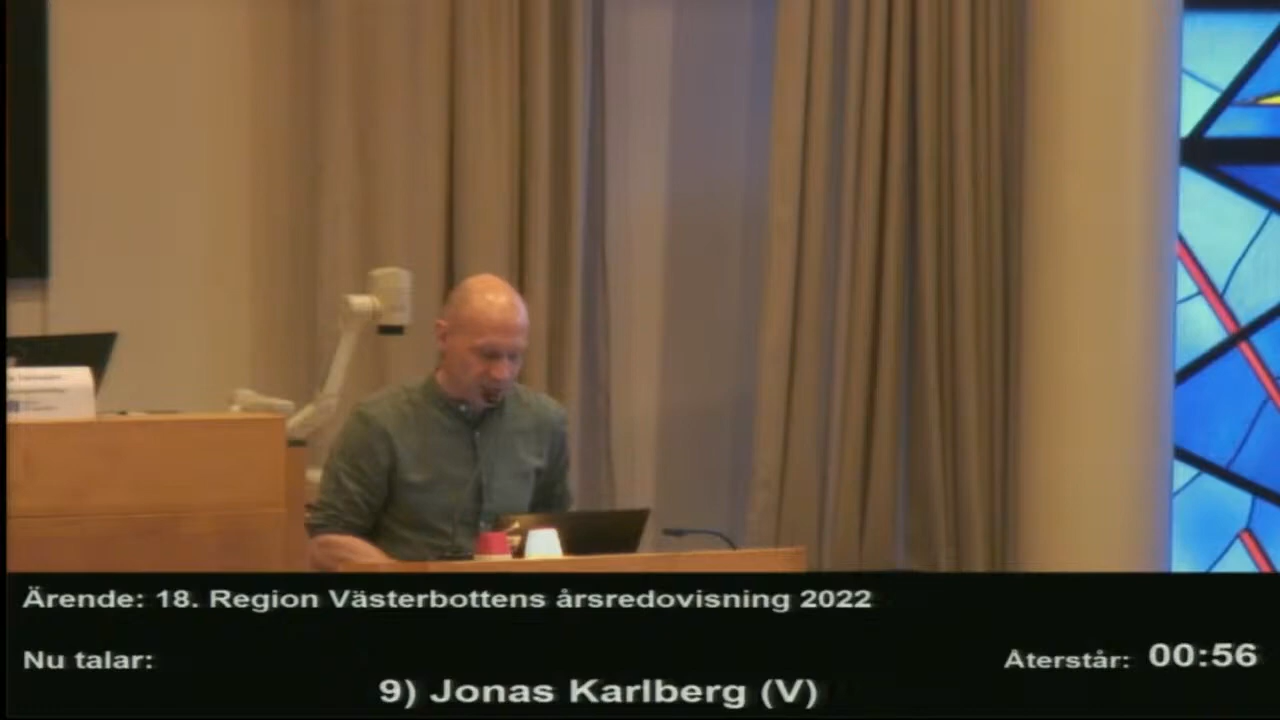 Ärende: 18. Region Västerbottens årsredovisning 2022
Nu talar:
Återstår: 00:56
9) Jonas Karlberg (V)